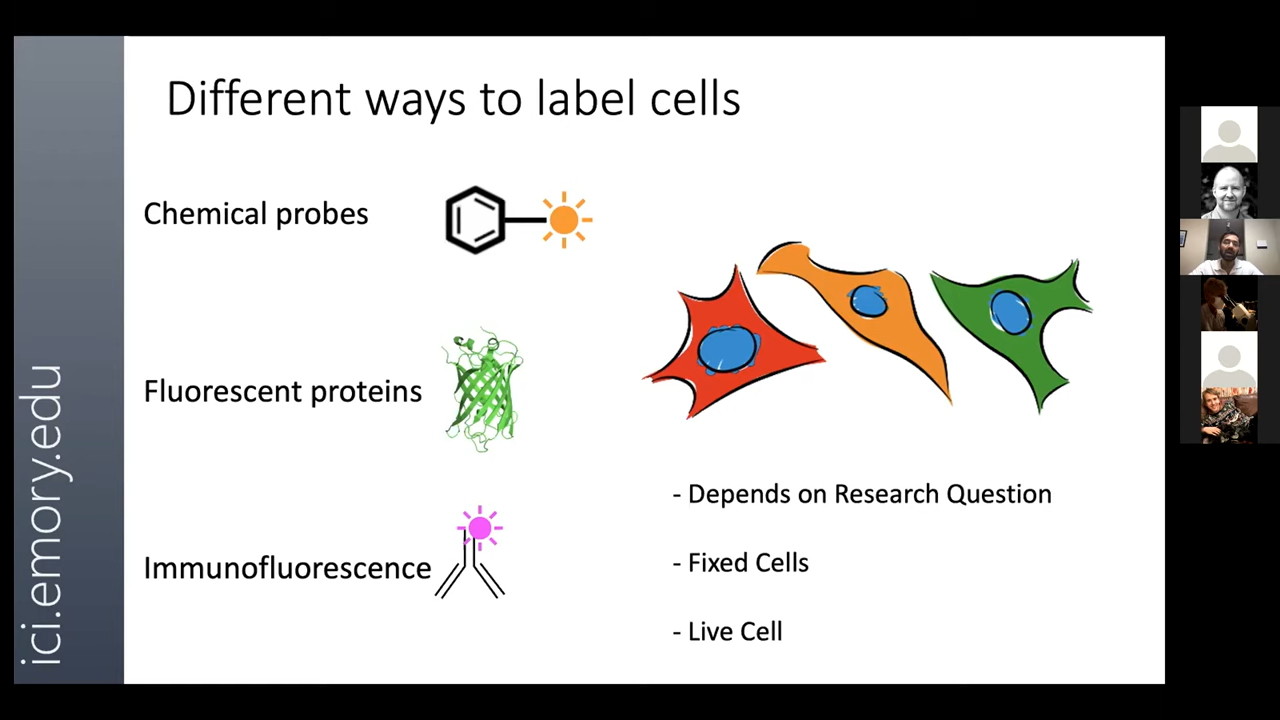 Different ways to label cells
Chemical probes
Fluorescent proteins
Immunofluorescence
- Depends on Research Question
- Fixed Cells
- Live Cell
ici.emory.edu